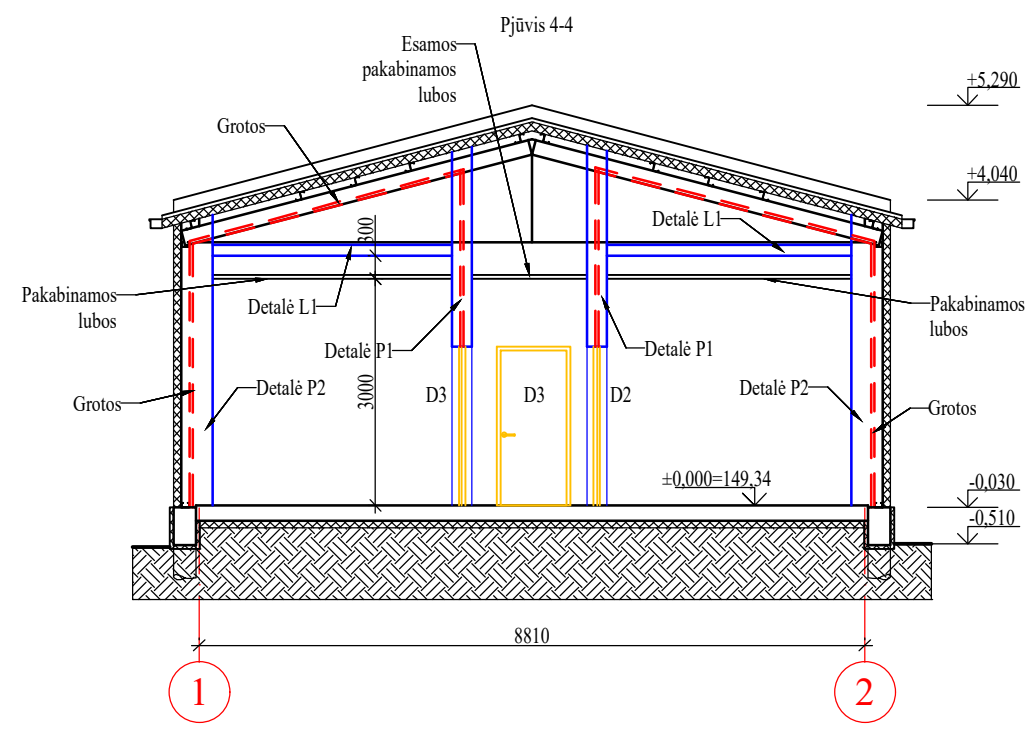 Pjūvis 4-4
Esamos
pakabinamos
lubos
+5,290
Grotos
+4,040
Detalė L1
300
Pakabinamos
lubos
Detalė L1
Pakabinamos
lubos
Detalė P1
Detalė P1
3000
Grotos
Detalė P2
D3
D3
D2
Detalė P2
Grotos
±0,000=149,34
-0,030
-0,510
8810
1
2